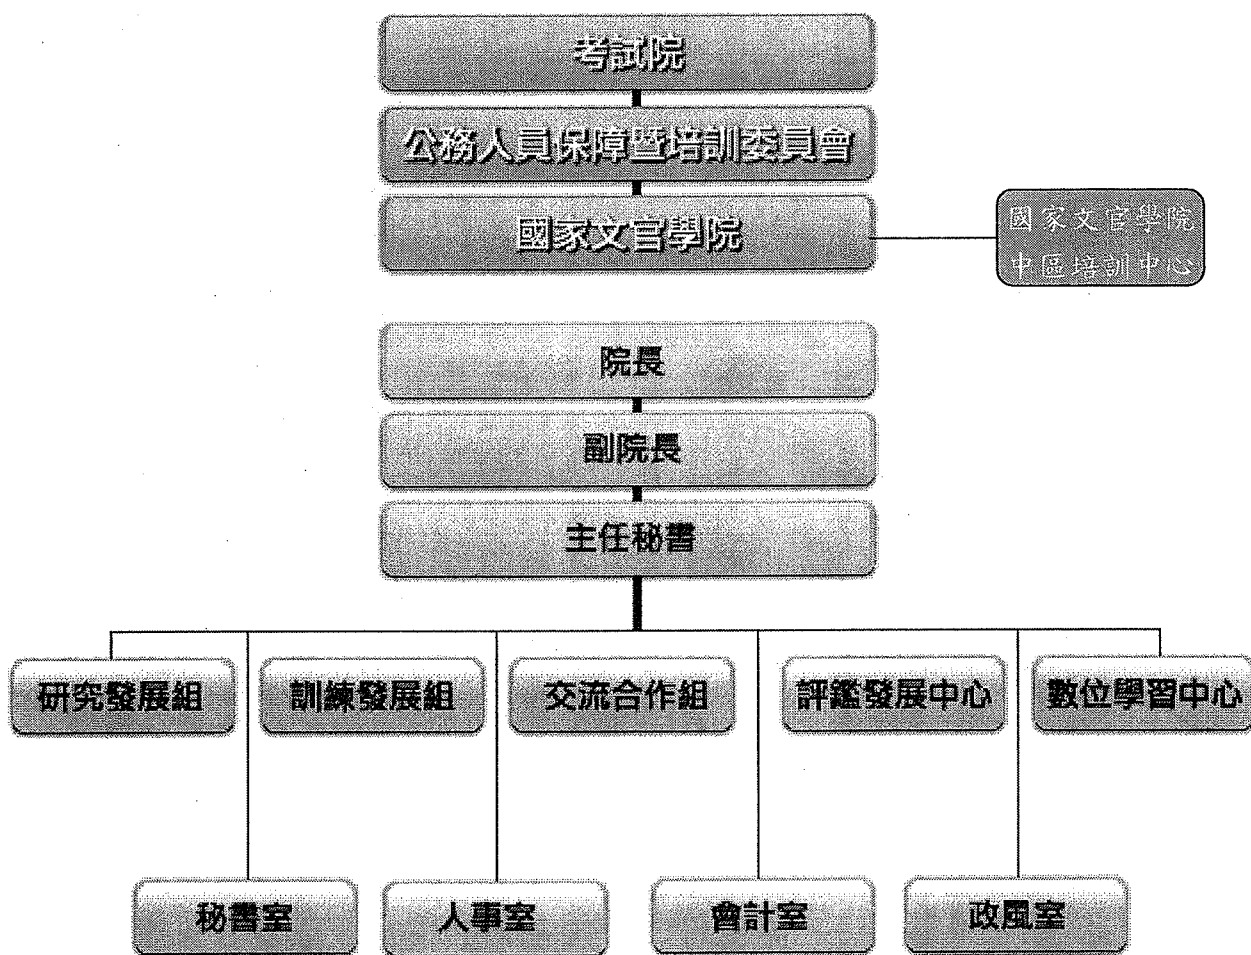 考試院
公務人員保障暨培訓委員會
國家文官學院
國家文官學院
中區培訓中心
院長
副院長
主任秘書
研究發展組
訓練發展組
交流合作組
評鑑發展中心
數位學習中心
秘書室
人事室
會計室
政風室